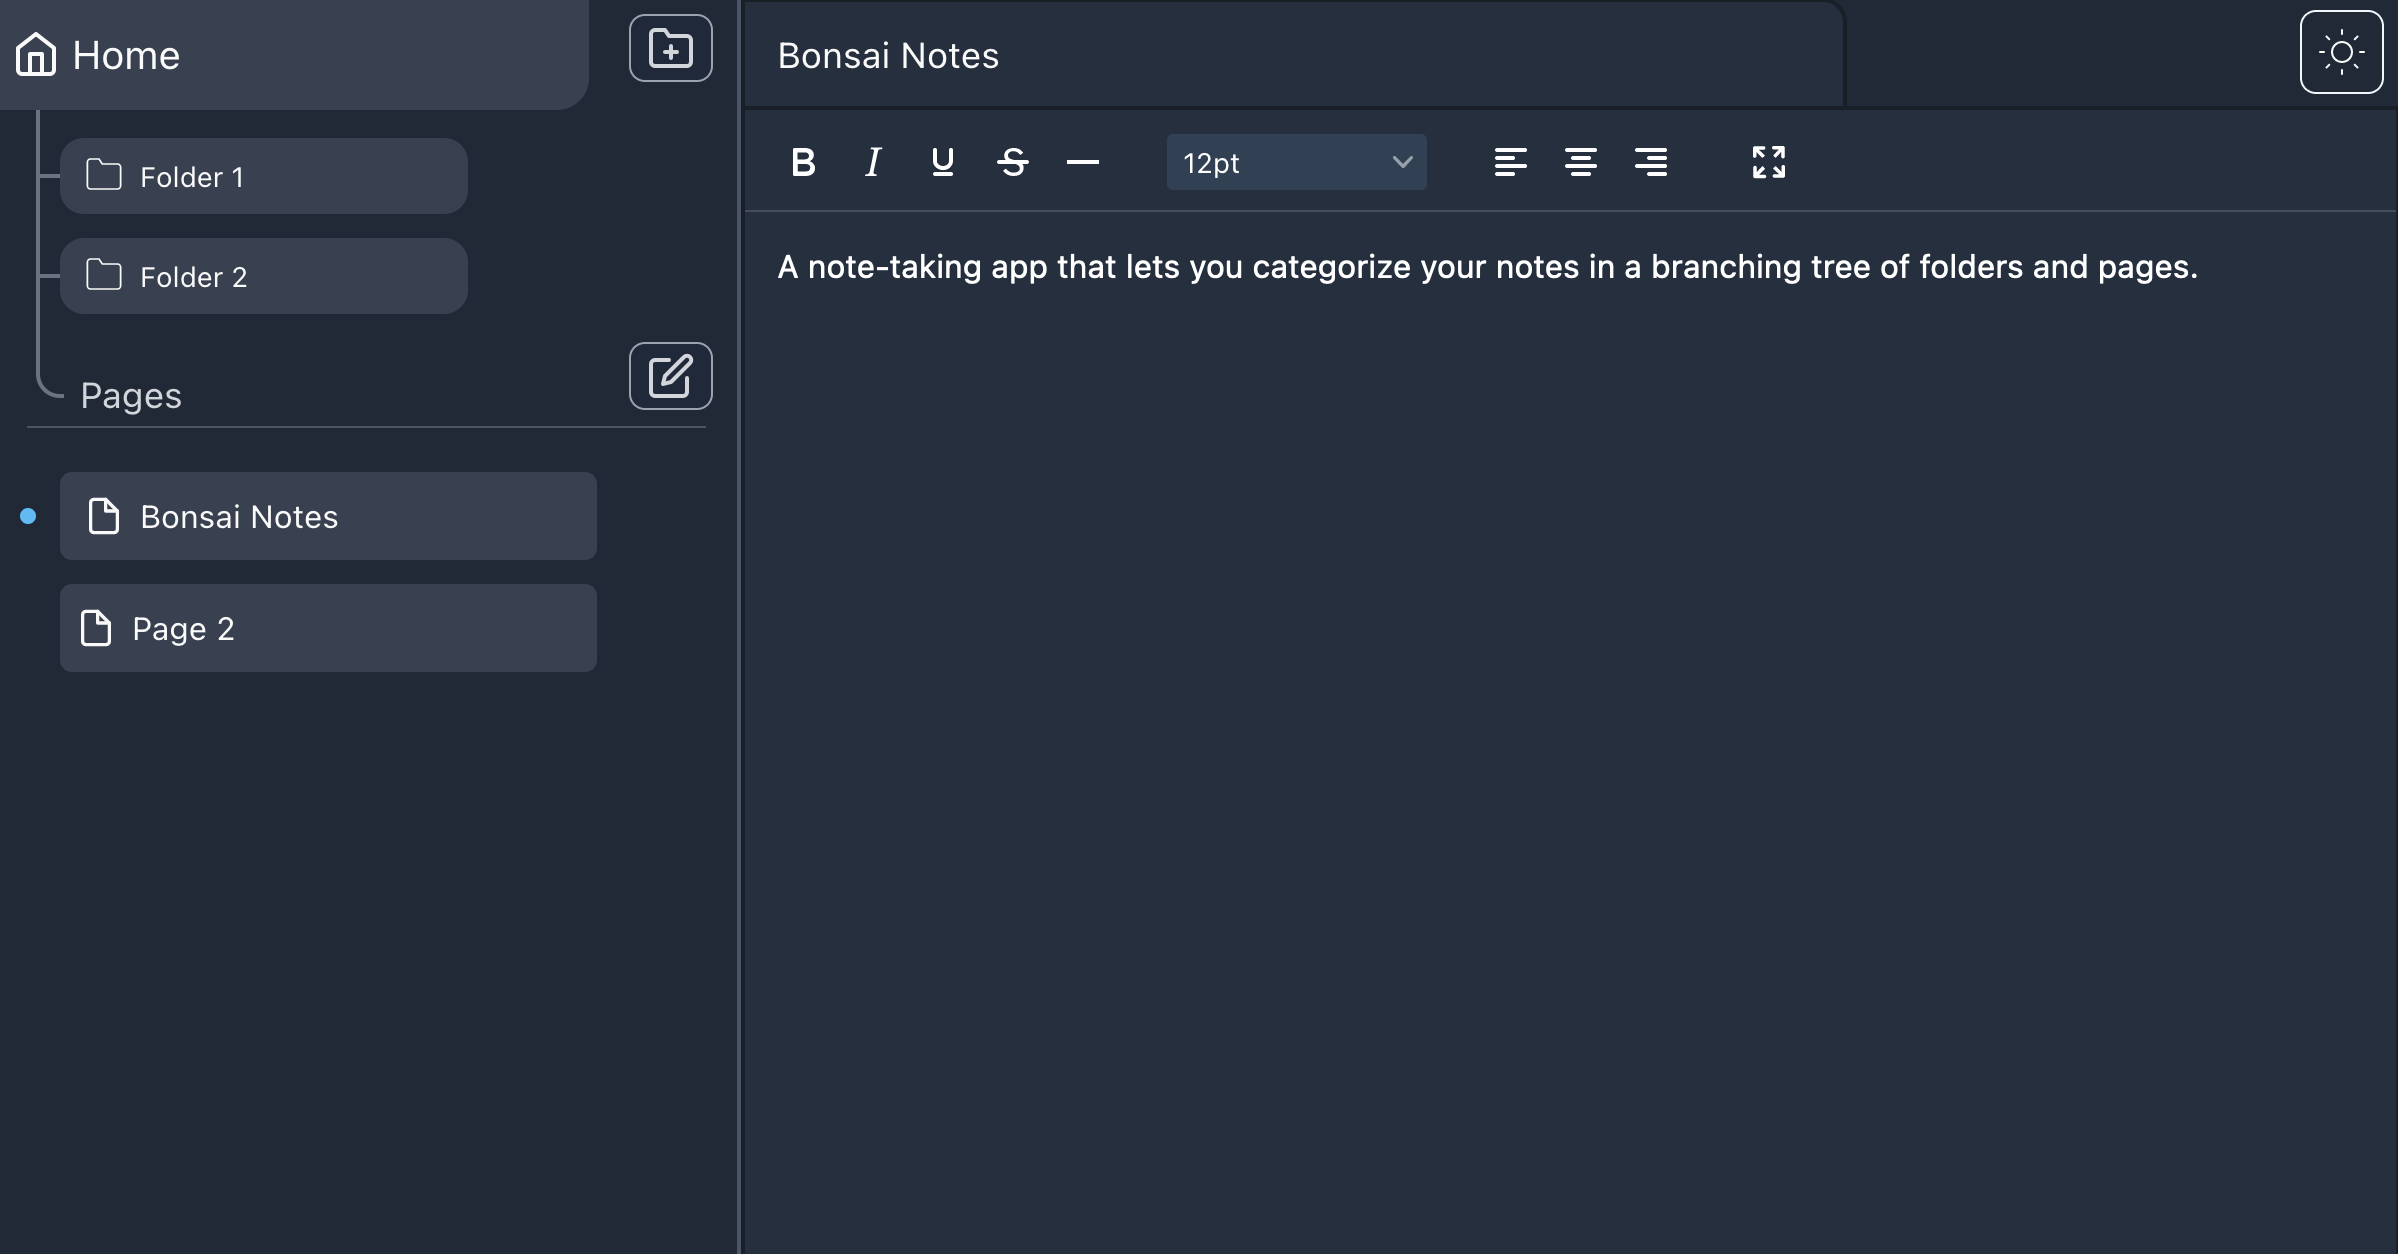 Home
Folder 1
Folder 2
Pages
Bonsai Notes
Page 2
Bonsai Notes
B I U S
12pt
A note-taking app that lets you categorize your notes in a branching tree of folders and pages.